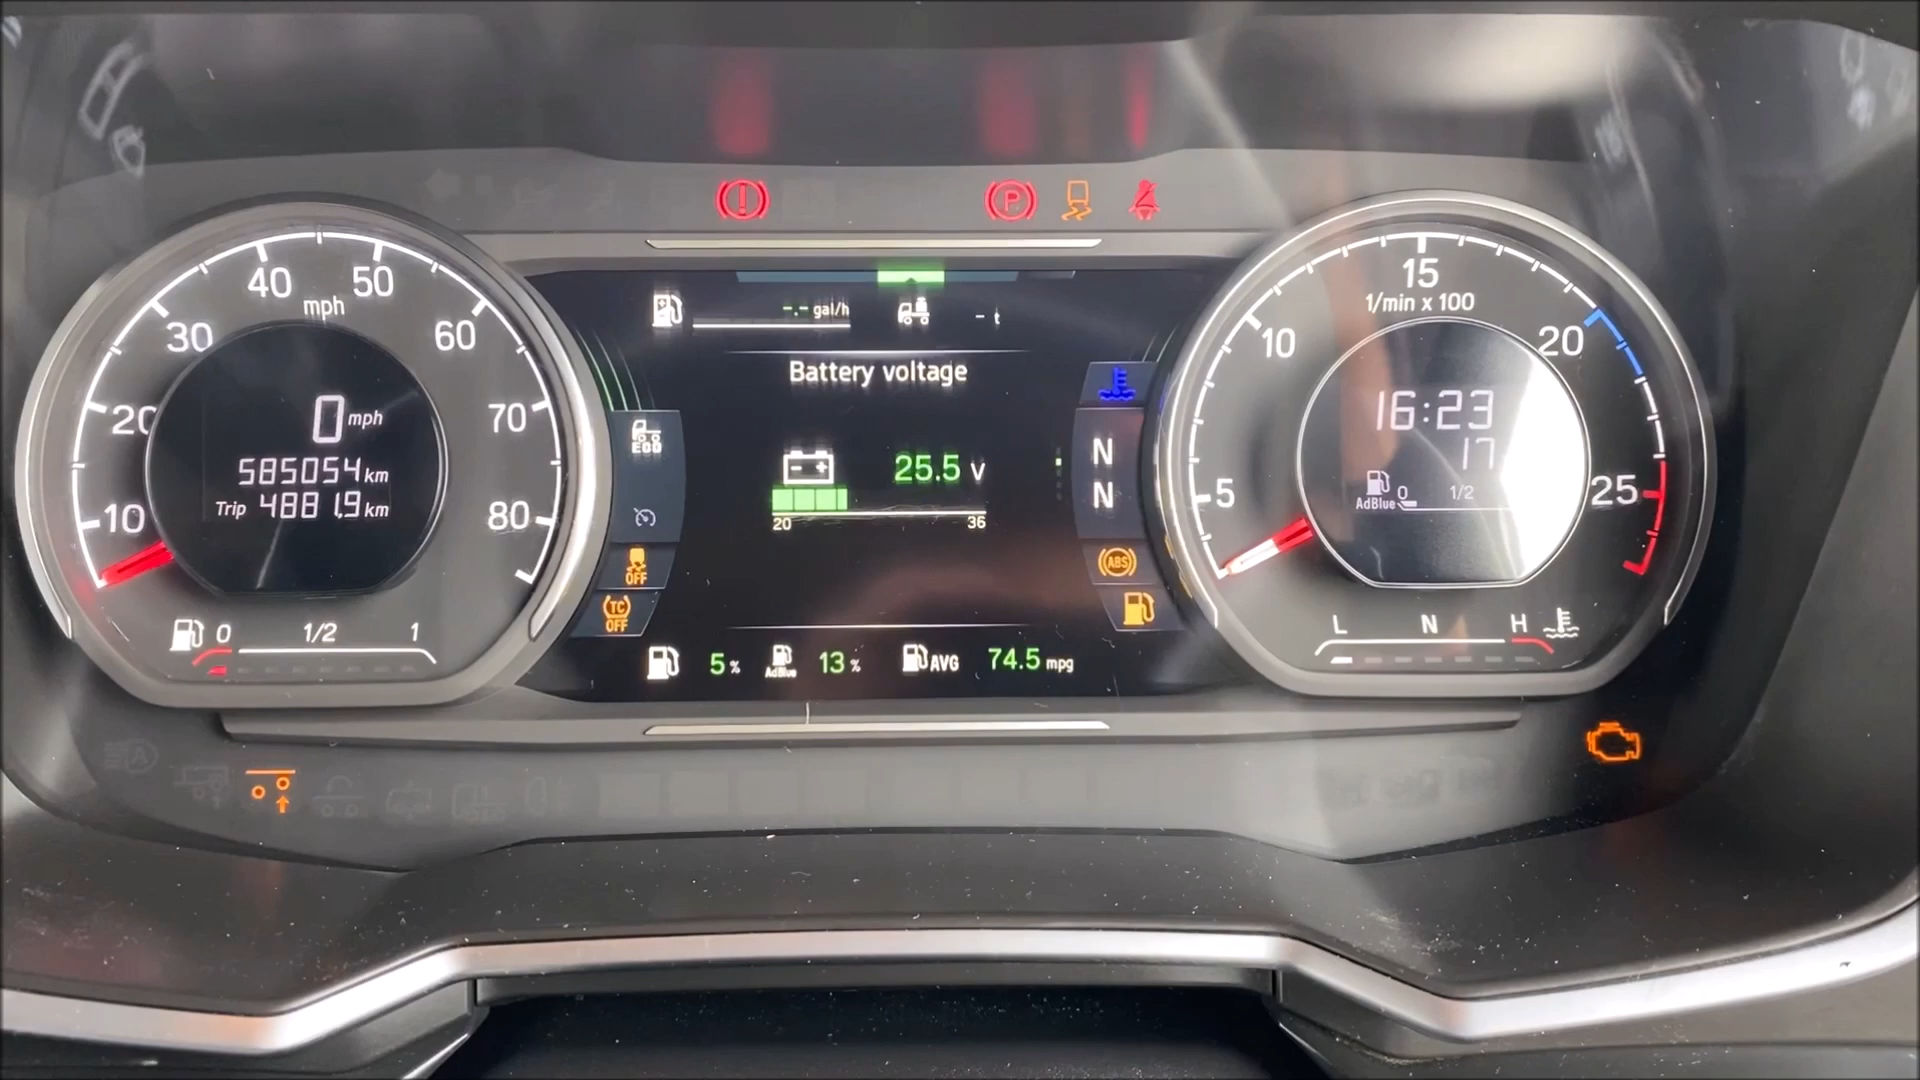 10
20
30
40
50
60
70
80
mph
0 mph
585054 km
Trip 4881,9 km
0 1/2 1
P
-.- gal/h
- t
Battery voltage
25.5 V
20 36
ECO
OFF
TC
OFF
N
N
ABS
5 %
AdBlue 13 %
AVG 74.5 mpg
5
10
15
20
25
1/min x 100
16:23
17
AdBlue 0 1/2
L N H
A